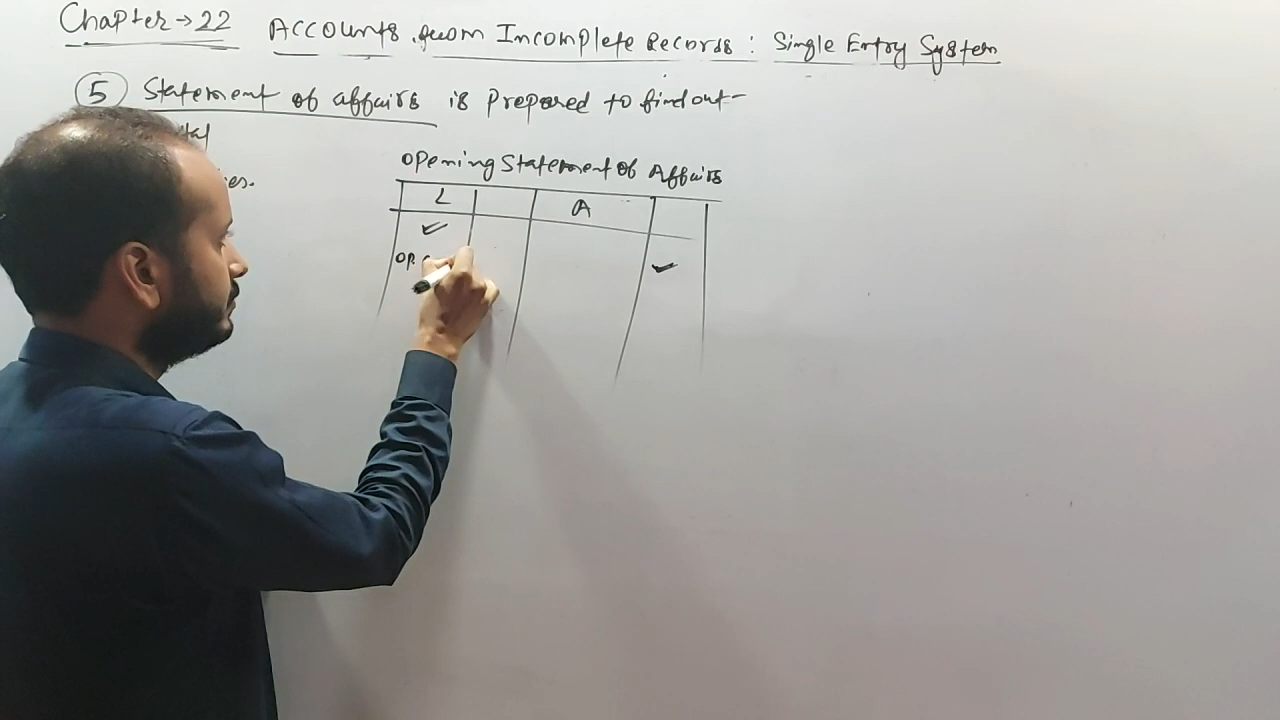 Chapter → 22 Accounts from Incomplete Records : Single Entry System
5 Statement of affairs is prepared to find out -
Opening Statement of Affairs
L A
op.